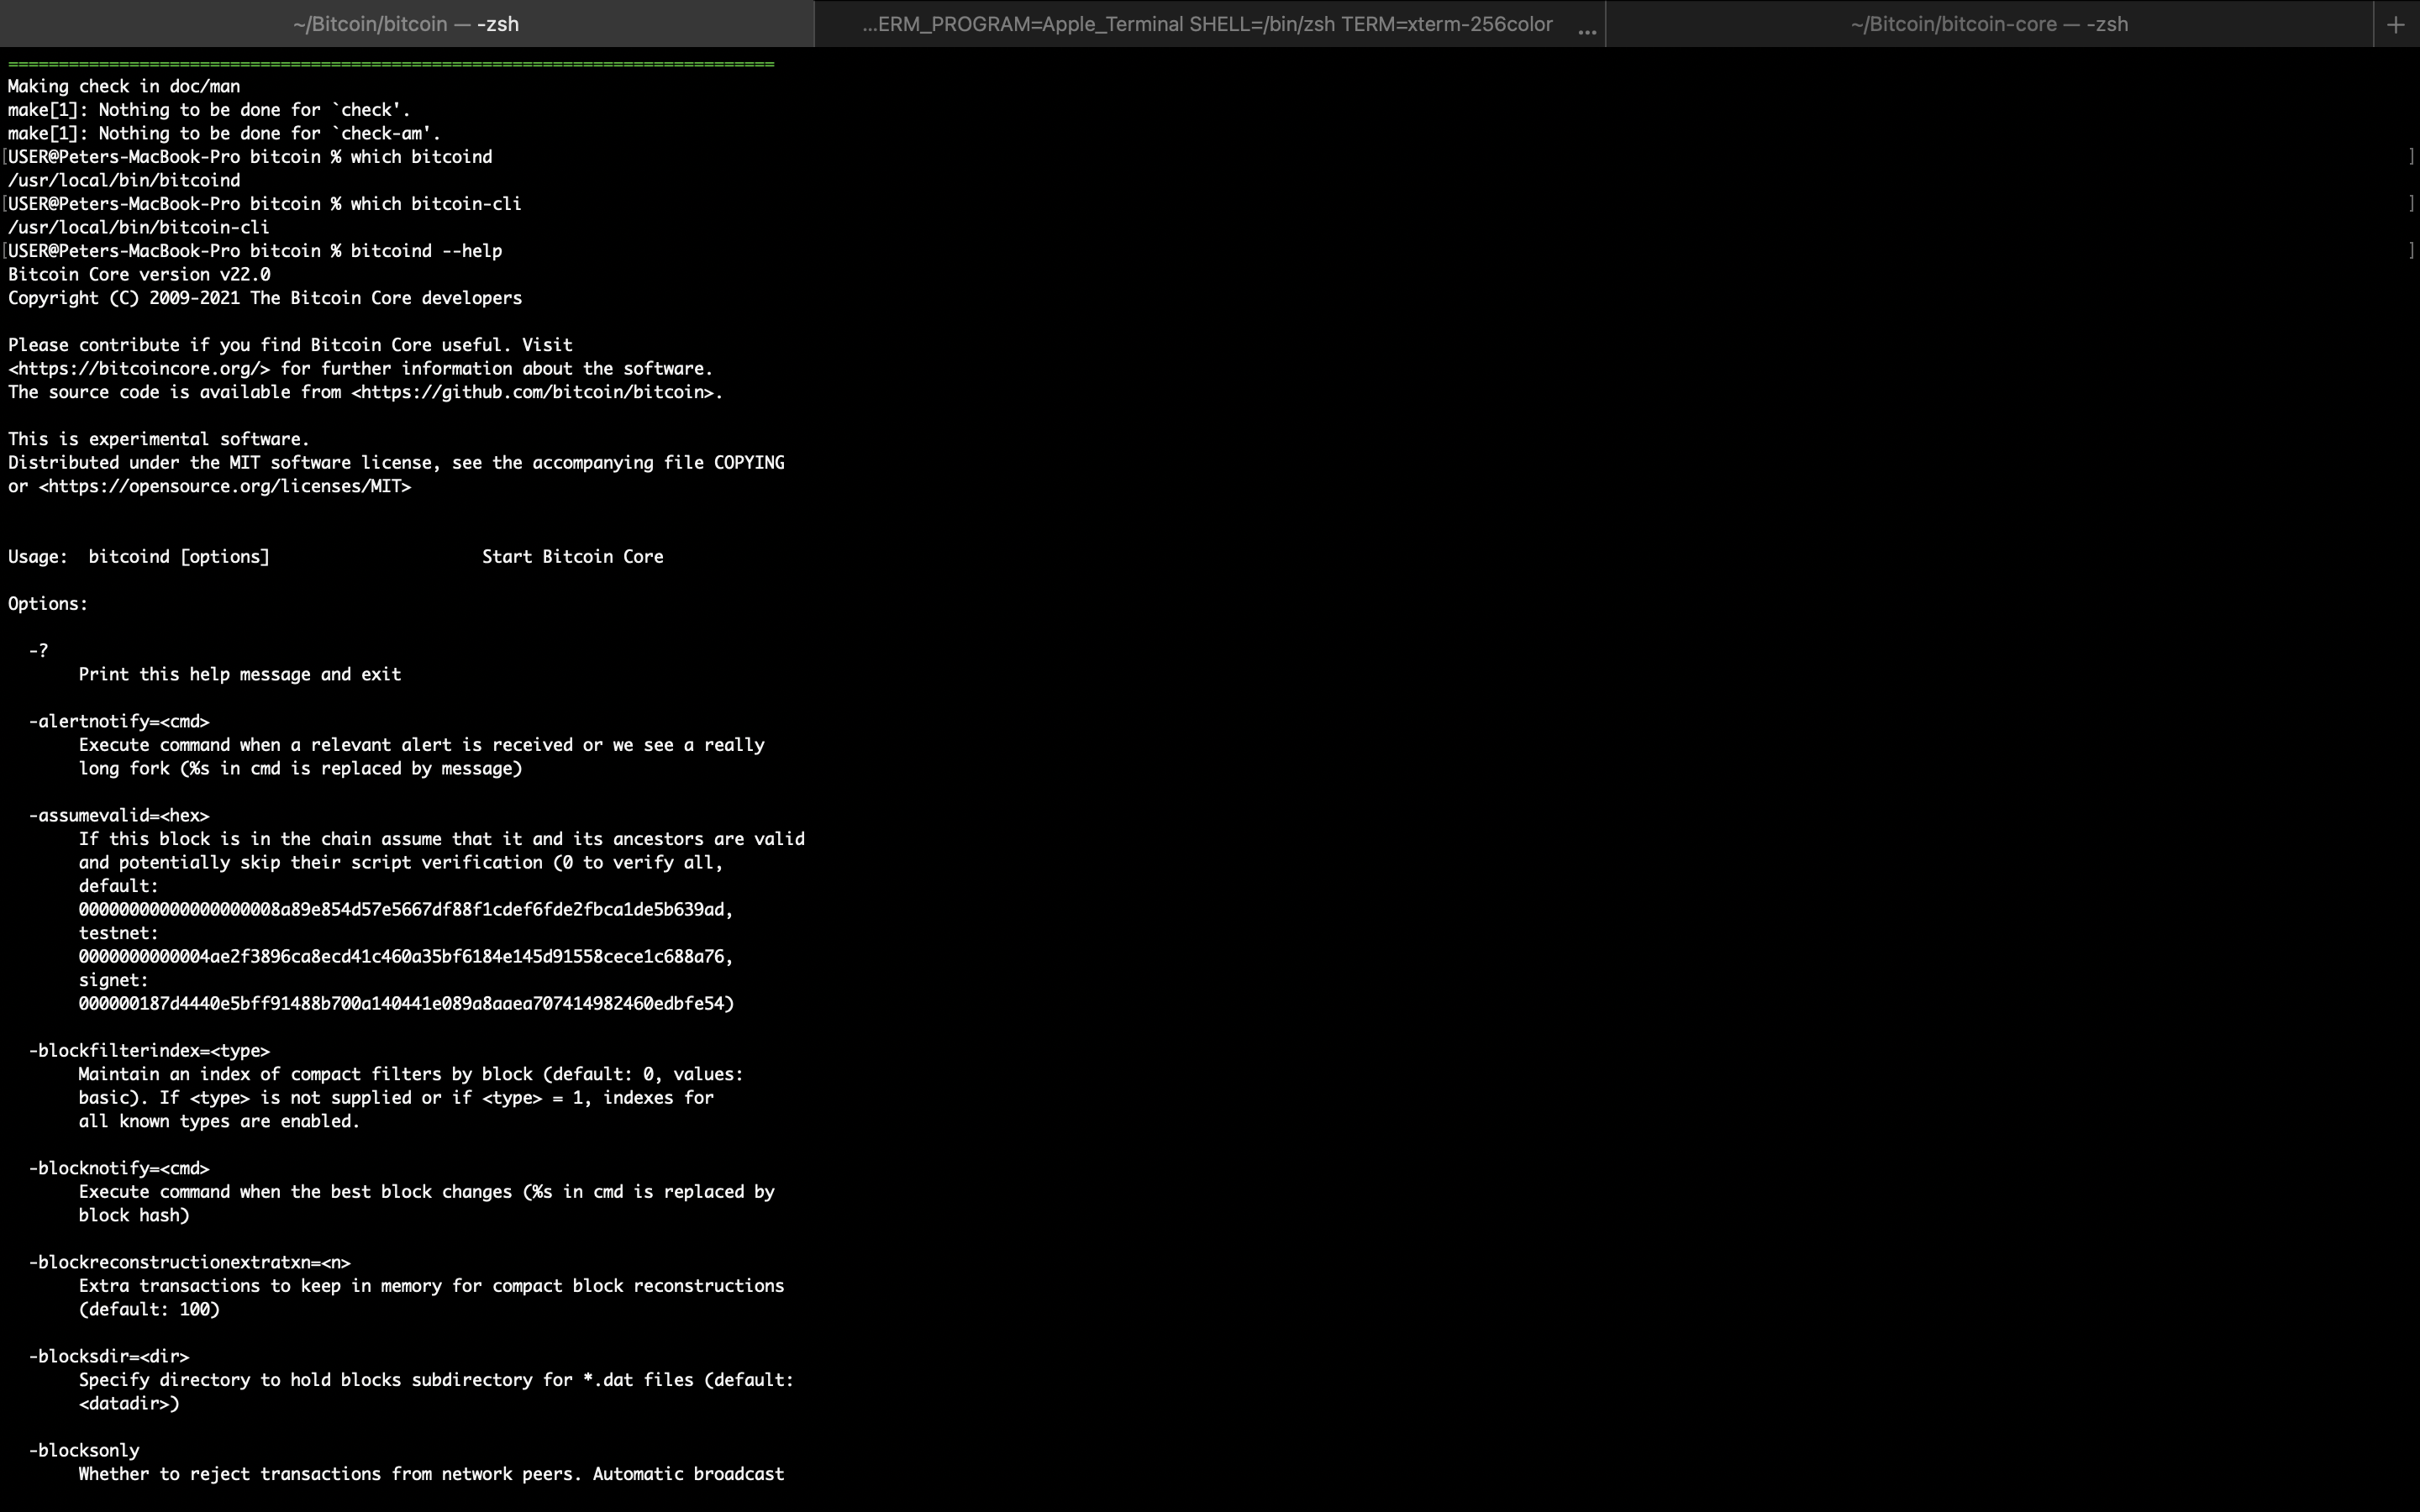 ~/Bitcoin/bitcoin — -zsh
...ERM_PROGRAM=Apple_Terminal SHELL=/bin/zsh TERM=xterm-256color ...
~/Bitcoin/bitcoin-core — -zsh
+
============================================================================
Making check in doc/man
make[1]: Nothing to be done for `check'.
make[1]: Nothing to be done for `check-am'.
[USER@Peters-MacBook-Pro bitcoin % which bitcoind ]
/usr/local/bin/bitcoind
[USER@Peters-MacBook-Pro bitcoin % which bitcoin-cli ]
/usr/local/bin/bitcoin-cli
[USER@Peters-MacBook-Pro bitcoin % bitcoind --help ]
Bitcoin Core version v22.0
Copyright (C) 2009-2021 The Bitcoin Core developers

Please contribute if you find Bitcoin Core useful. Visit
<https://bitcoincore.org/> for further information about the software.
The source code is available from <https://github.com/bitcoin/bitcoin>.

This is experimental software.
Distributed under the MIT software license, see the accompanying file COPYING
or <https://opensource.org/licenses/MIT>

Usage:  bitcoind [options]                     Start Bitcoin Core

Options:

  -?
       Print this help message and exit

  -alertnotify=<cmd>
       Execute command when a relevant alert is received or we see a really
       long fork (%s in cmd is replaced by message)

  -assumevalid=<hex>
       If this block is in the chain assume that it and its ancestors are valid
       and potentially skip their script verification (0 to verify all,
       default:
       00000000000000000008a89e854d57e5667df88f1cdef6fde2fbca1de5b639ad,
       testnet:
       0000000000004ae2f3896ca8ecd41c460a35bf6184e145d91558cece1c688a76,
       signet:
       000000187d4440e5bff91488b700a140441e089a8aaea707414982460edbfe54)

  -blockfilterindex=<type>
       Maintain an index of compact filters by block (default: 0, values:
       basic). If <type> is not supplied or if <type> = 1, indexes for
       all known types are enabled.

  -blocknotify=<cmd>
       Execute command when the best block changes (%s in cmd is replaced by
       block hash)

  -blockreconstructionextratxn=<n>
       Extra transactions to keep in memory for compact block reconstructions
       (default: 100)

  -blocksdir=<dir>
       Specify directory to hold blocks subdirectory for *.dat files (default:
       <datadir>)

  -blocksonly
       Whether to reject transactions from network peers. Automatic broadcast